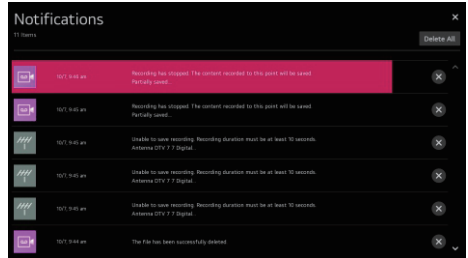 Notifications
11 Items
Delete All
10/7, 9:45 am
Recording has stopped. The content recorded to this point will be saved.
Partially saved...
10/7, 9:45 am
Recording has stopped. The content recorded to this point will be saved.
Partially saved...
10/7, 9:45 am
Unable to save recording. Recording duration must be at least 10 seconds.
Antenna DTV 7 7 Digital...
10/7, 9:45 am
Unable to save recording. Recording duration must be at least 10 seconds.
Antenna DTV 7 7 Digital...
10/7, 9:45 am
Unable to save recording. Recording duration must be at least 10 seconds.
Antenna DTV 7 7 Digital...
10/7, 9:44 am
The file has been successfully deleted.